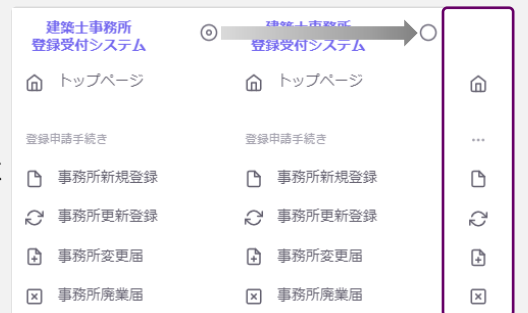 建築士事務所
登録受付システム
トップページ
登録申請手続き
事務所新規登録
事務所更新登録
事務所変更届
事務所廃業届
建築士事務所
登録受付システム
トップページ
登録申請手続き
事務所新規登録
事務所更新登録
事務所変更届
事務所廃業届
...